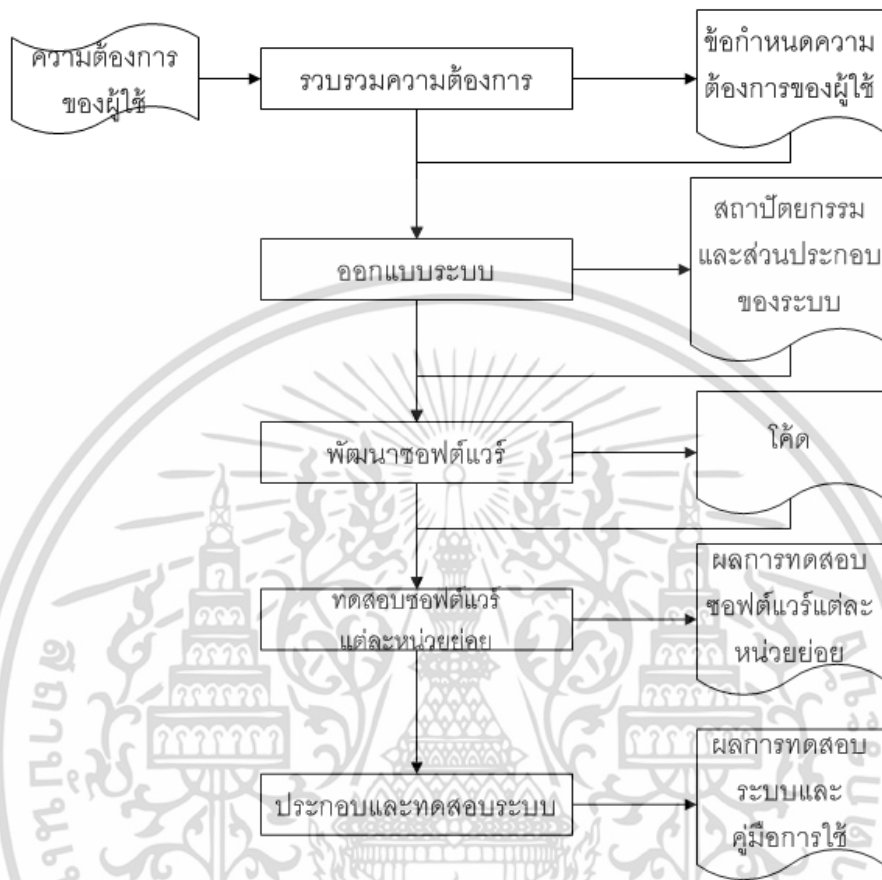 ความต้องการ
ของผู้ใช้
รวบรวมความต้องการ
ข้อกำหนดความ
ต้องการของผู้ใช้
ออกแบบระบบ
สถาปัตยกรรม
และส่วนประกอบ
ของระบบ
พัฒนาซอฟต์แวร์
โค้ด
ทดสอบซอฟต์แวร์
แต่ละหน่วยย่อย
ผลการทดสอบ
ซอฟต์แวร์แต่ละ
หน่วยย่อย
ประกอบและทดสอบระบบ
ผลการทดสอบ
ระบบและ
คู่มือการใช้